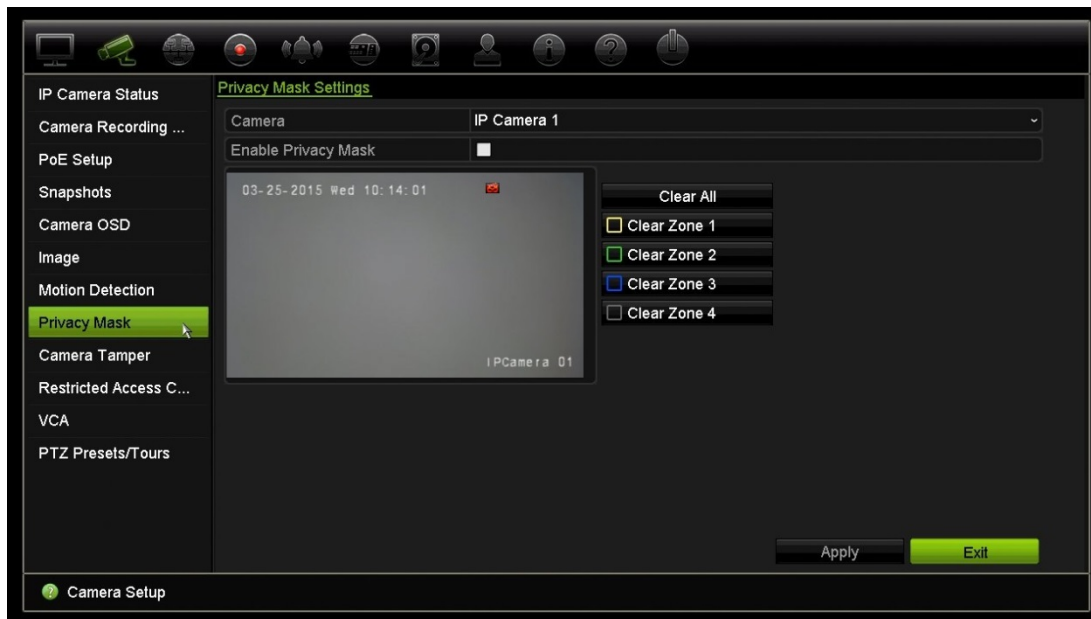 IP Camera Status
Camera Recording ...
PoE Setup
Snapshots
Camera OSD
Image
Motion Detection
Privacy Mask
Camera Tamper
Restricted Access C...
VCA
PTZ Presets/Tours
Privacy Mask Settings
Camera IP Camera 1
Enable Privacy Mask
03-25-2015 Wed 10:14:01
IPCamera 01
Clear All
Clear Zone 1
Clear Zone 2
Clear Zone 3
Clear Zone 4
Apply Exit
Camera Setup